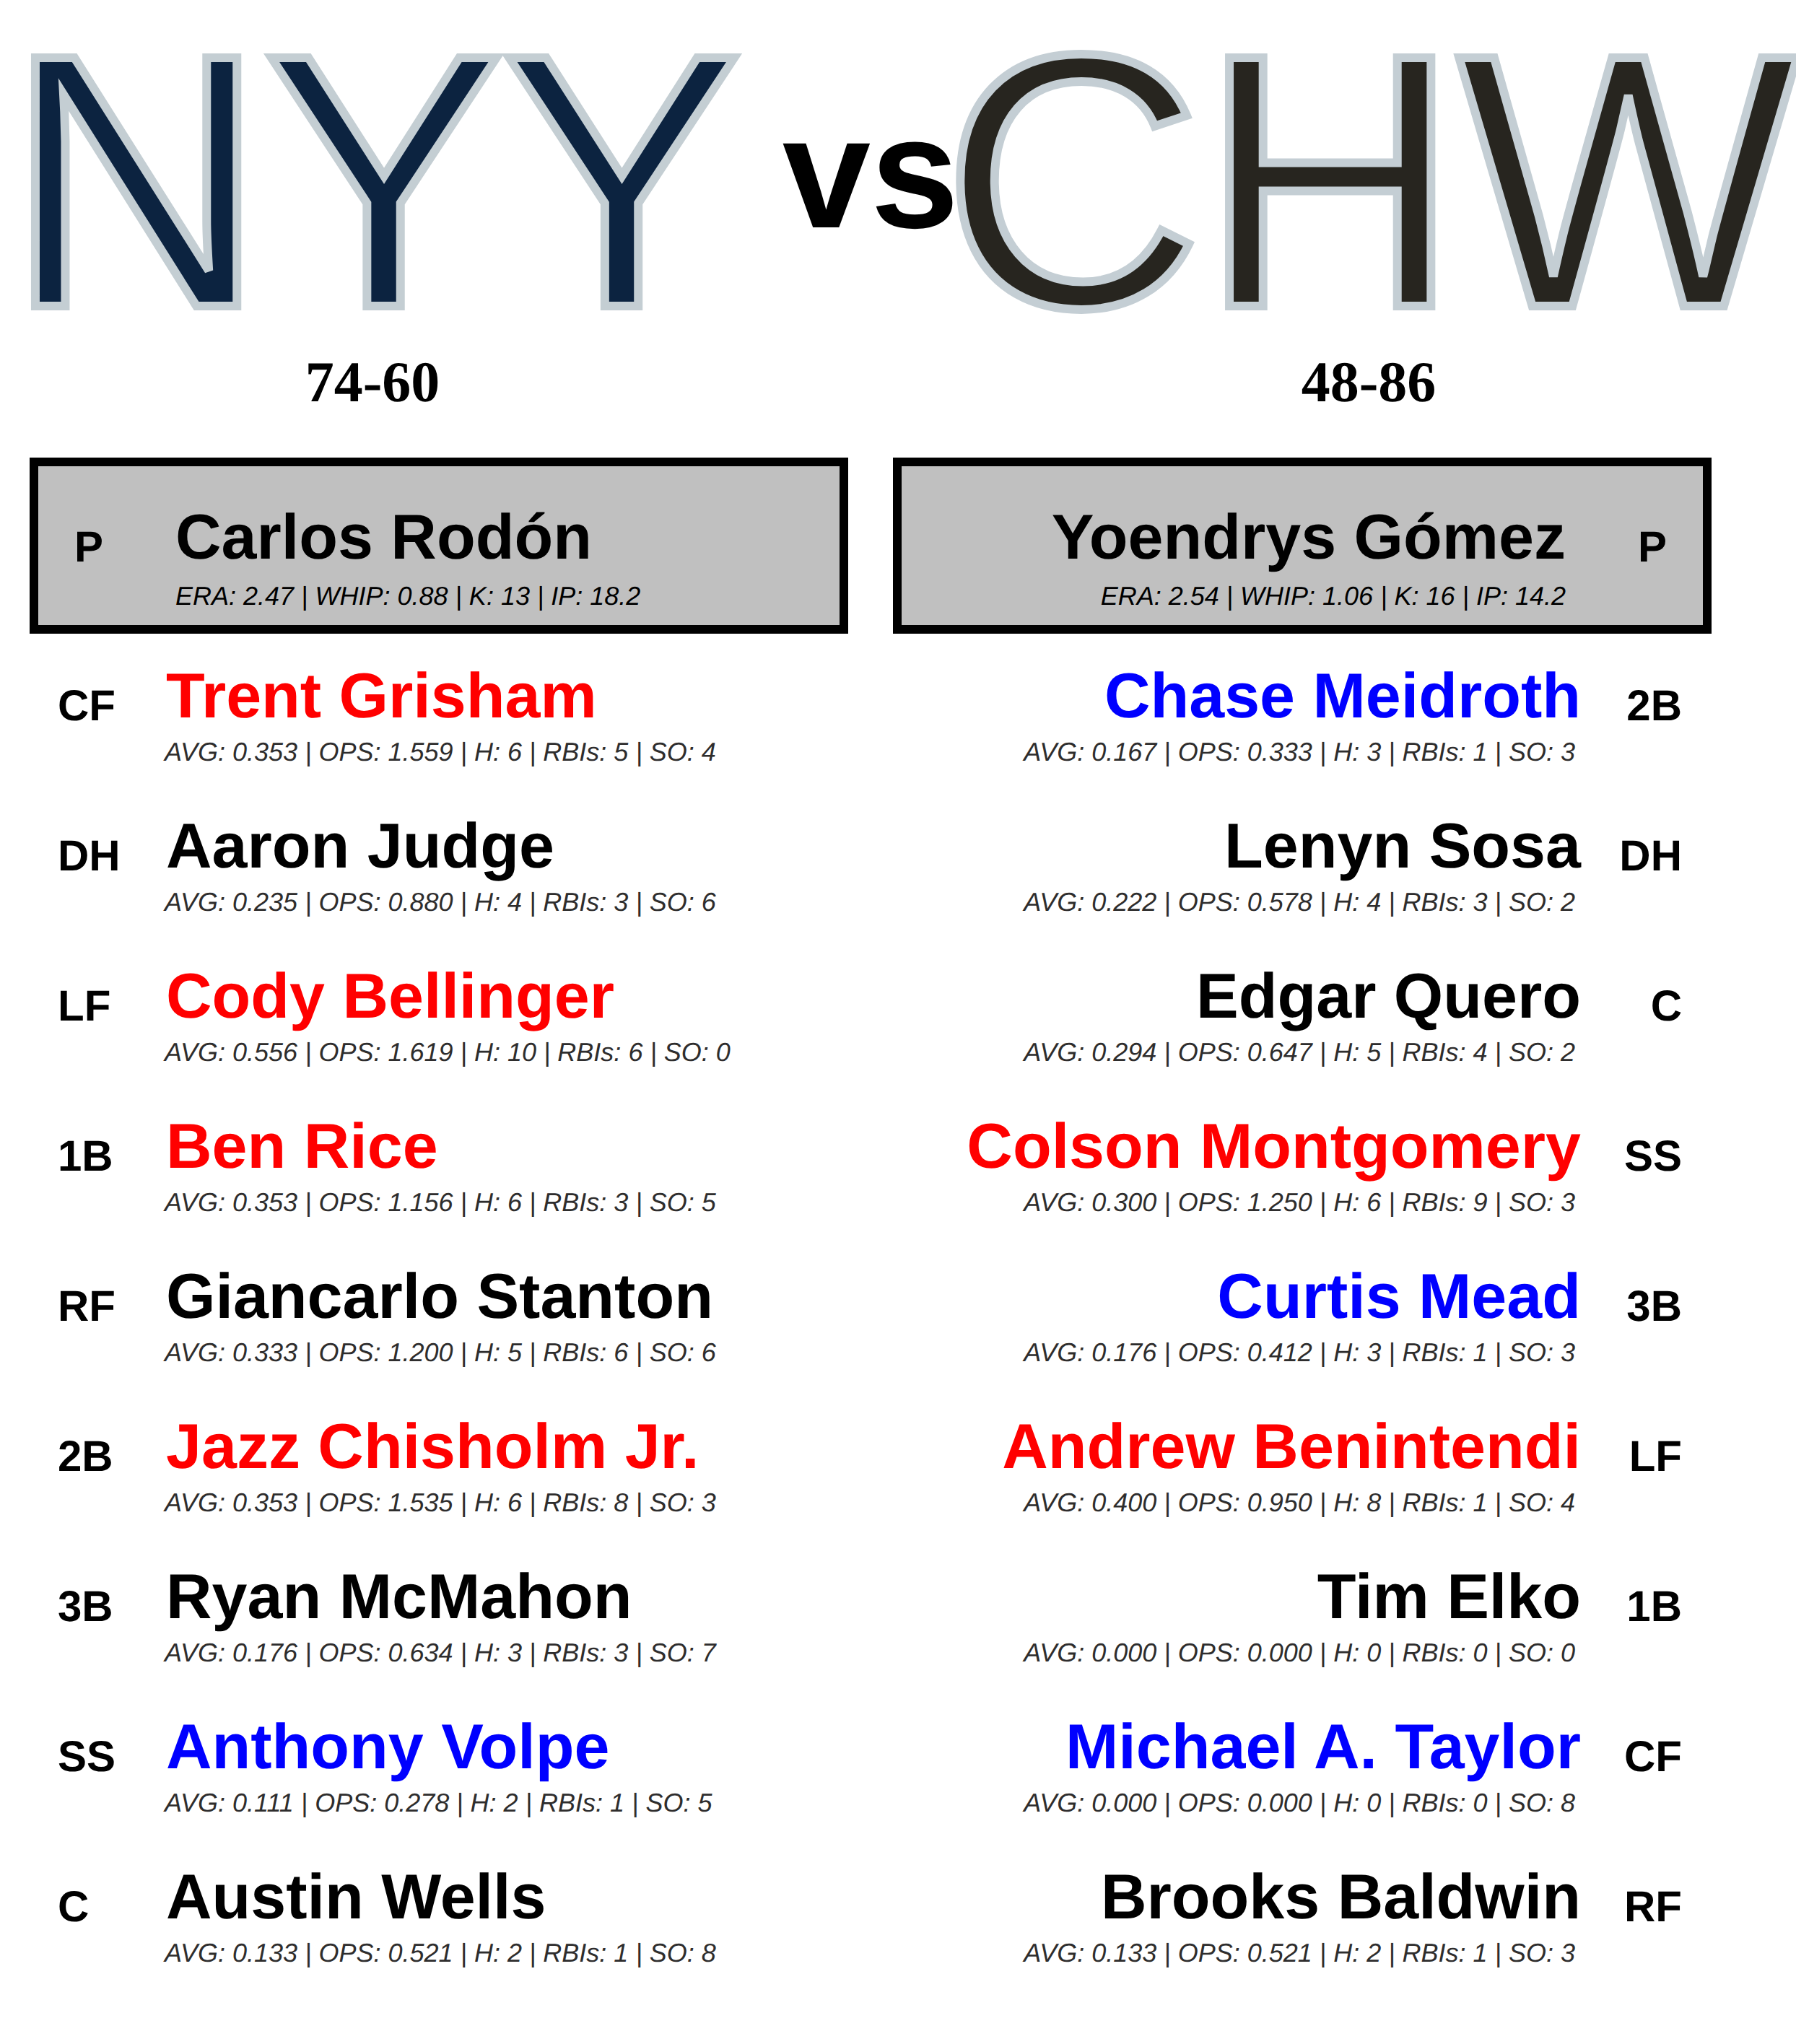 NYY vs CHW
74-60
48-86
P Carlos Rodón
ERA: 2.47 | WHIP: 0.88 | K: 13 | IP: 18.2
Yoendrys Gómez P
ERA: 2.54 | WHIP: 1.06 | K: 16 | IP: 14.2
CF Trent Grisham
AVG: 0.353 | OPS: 1.559 | H: 6 | RBIs: 5 | SO: 4
DH Aaron Judge
AVG: 0.235 | OPS: 0.880 | H: 4 | RBIs: 3 | SO: 6
LF Cody Bellinger
AVG: 0.556 | OPS: 1.619 | H: 10 | RBIs: 6 | SO: 0
1B Ben Rice
AVG: 0.353 | OPS: 1.156 | H: 6 | RBIs: 3 | SO: 5
RF Giancarlo Stanton
AVG: 0.333 | OPS: 1.200 | H: 5 | RBIs: 6 | SO: 6
2B Jazz Chisholm Jr.
AVG: 0.353 | OPS: 1.535 | H: 6 | RBIs: 8 | SO: 3
3B Ryan McMahon
AVG: 0.176 | OPS: 0.634 | H: 3 | RBIs: 3 | SO: 7
SS Anthony Volpe
AVG: 0.111 | OPS: 0.278 | H: 2 | RBIs: 1 | SO: 5
C Austin Wells
AVG: 0.133 | OPS: 0.521 | H: 2 | RBIs: 1 | SO: 8
Chase Meidroth 2B
AVG: 0.167 | OPS: 0.333 | H: 3 | RBIs: 1 | SO: 3
Lenyn Sosa DH
AVG: 0.222 | OPS: 0.578 | H: 4 | RBIs: 3 | SO: 2
Edgar Quero C
AVG: 0.294 | OPS: 0.647 | H: 5 | RBIs: 4 | SO: 2
Colson Montgomery SS
AVG: 0.300 | OPS: 1.250 | H: 6 | RBIs: 9 | SO: 3
Curtis Mead 3B
AVG: 0.176 | OPS: 0.412 | H: 3 | RBIs: 1 | SO: 3
Andrew Benintendi LF
AVG: 0.400 | OPS: 0.950 | H: 8 | RBIs: 1 | SO: 4
Tim Elko 1B
AVG: 0.000 | OPS: 0.000 | H: 0 | RBIs: 0 | SO: 0
Michael A. Taylor CF
AVG: 0.000 | OPS: 0.000 | H: 0 | RBIs: 0 | SO: 8
Brooks Baldwin RF
AVG: 0.133 | OPS: 0.521 | H: 2 | RBIs: 1 | SO: 3